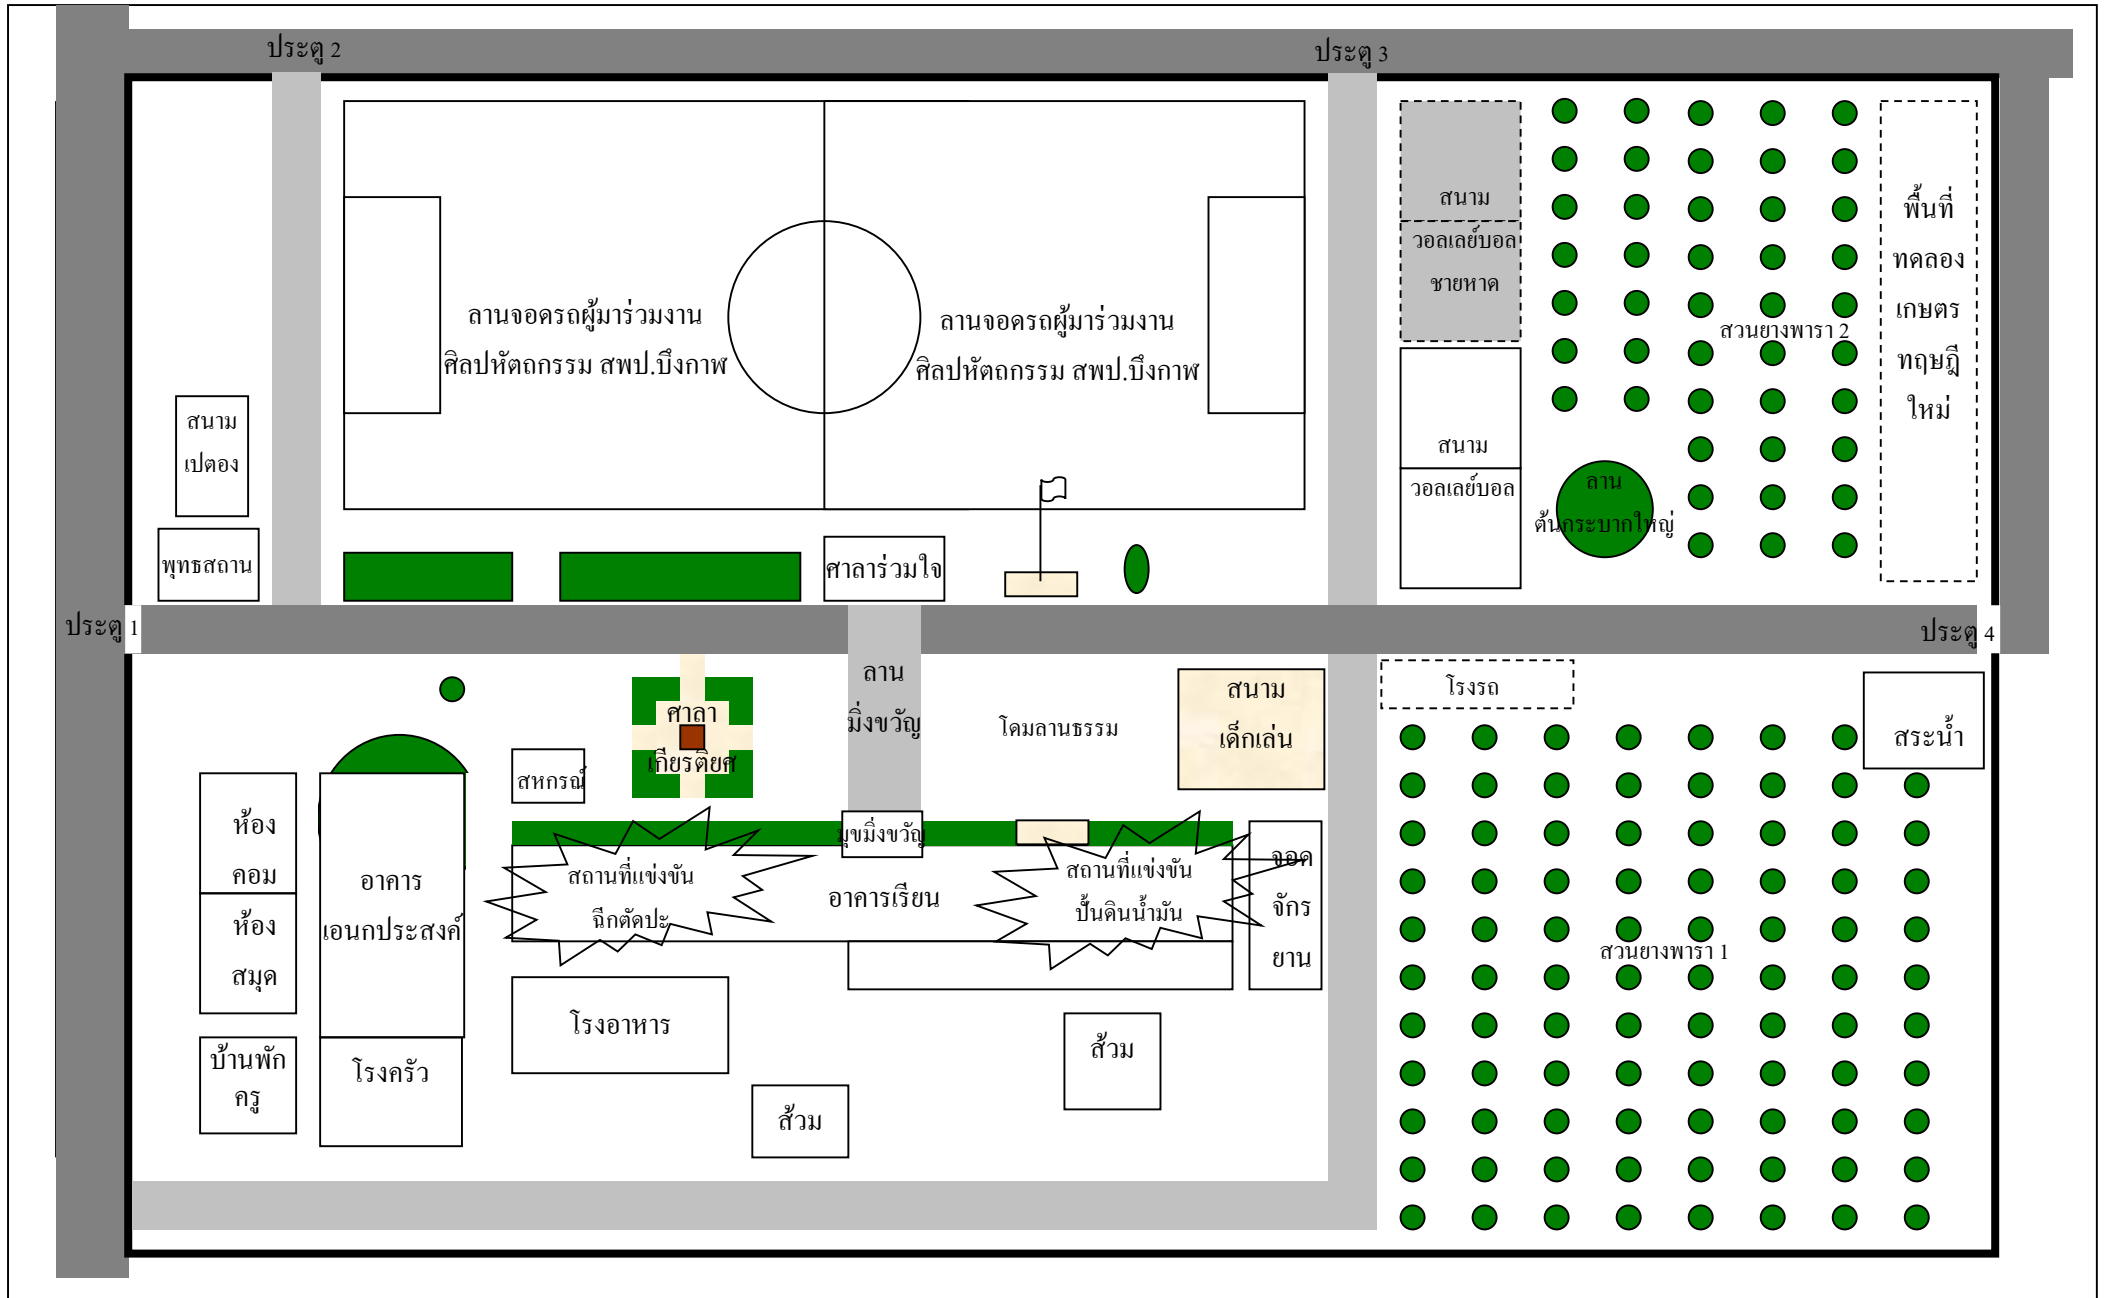 ประตู 2
ประตู 3
สนาม
วอลเลย์บอล
ชายหาด
พื้นที่
ทดลอง
เกษตร
ทฤษฎี
ใหม่
ลานจอดรถผู้มาร่วมงาน
ศิลปหัตถกรรม สพป.บึงกาฬ
ลานจอดรถผู้มาร่วมงาน
ศิลปหัตถกรรม สพป.บึงกาฬ
สวนยางพารา 2
สนาม
เปตอง
สนาม
วอลเลย์บอล
ลาน
ต้นกระบากใหญ่
พุทธสถาน
ศาลาร่วมใจ
ประตู 1
ประตู 4
ลาน
มิ่งขวัญ
สนาม
เด็กเล่น
โรงรถ
ศาลา
เกียรติยศ
โดมลานธรรม
สระน้ำ
สหกรณ์
ห้อง
คอม
มุขมิ่งขวัญ
สถานที่แข่งขัน
ฉีกตัดปะ
อาคารเรียน
สถานที่แข่งขัน
ปั้นดินน้ำมัน
จอด
จักร
ยาน
อาคาร
เอนกประสงค์
ห้อง
สมุด
สวนยางพารา 1
โรงอาหาร
ส้วม
บ้านพัก
ครู
โรงครัว
ส้วม